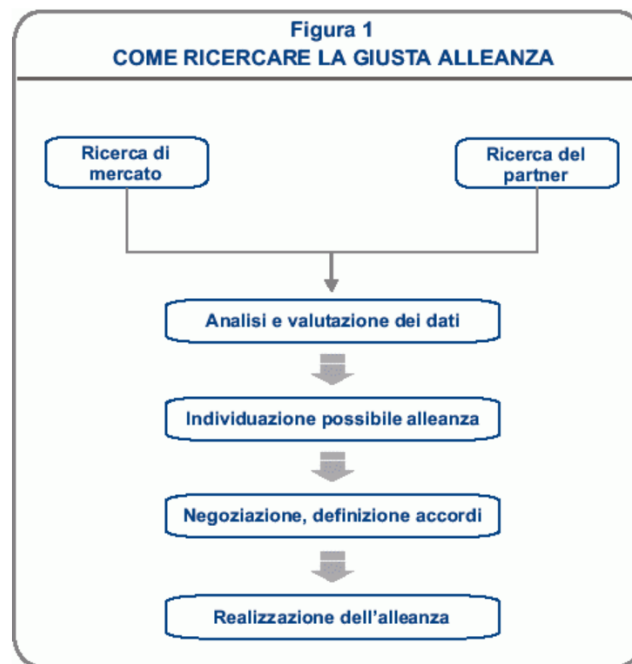 Figura 1
COME RICERCARE LA GIUSTA ALLEANZA
Ricerca di
mercato
Ricerca del
partner
Analisi e valutazione dei dati
Individuazione possibile alleanza
Negoziazione, definizione accordi
Realizzazione dell'alleanza